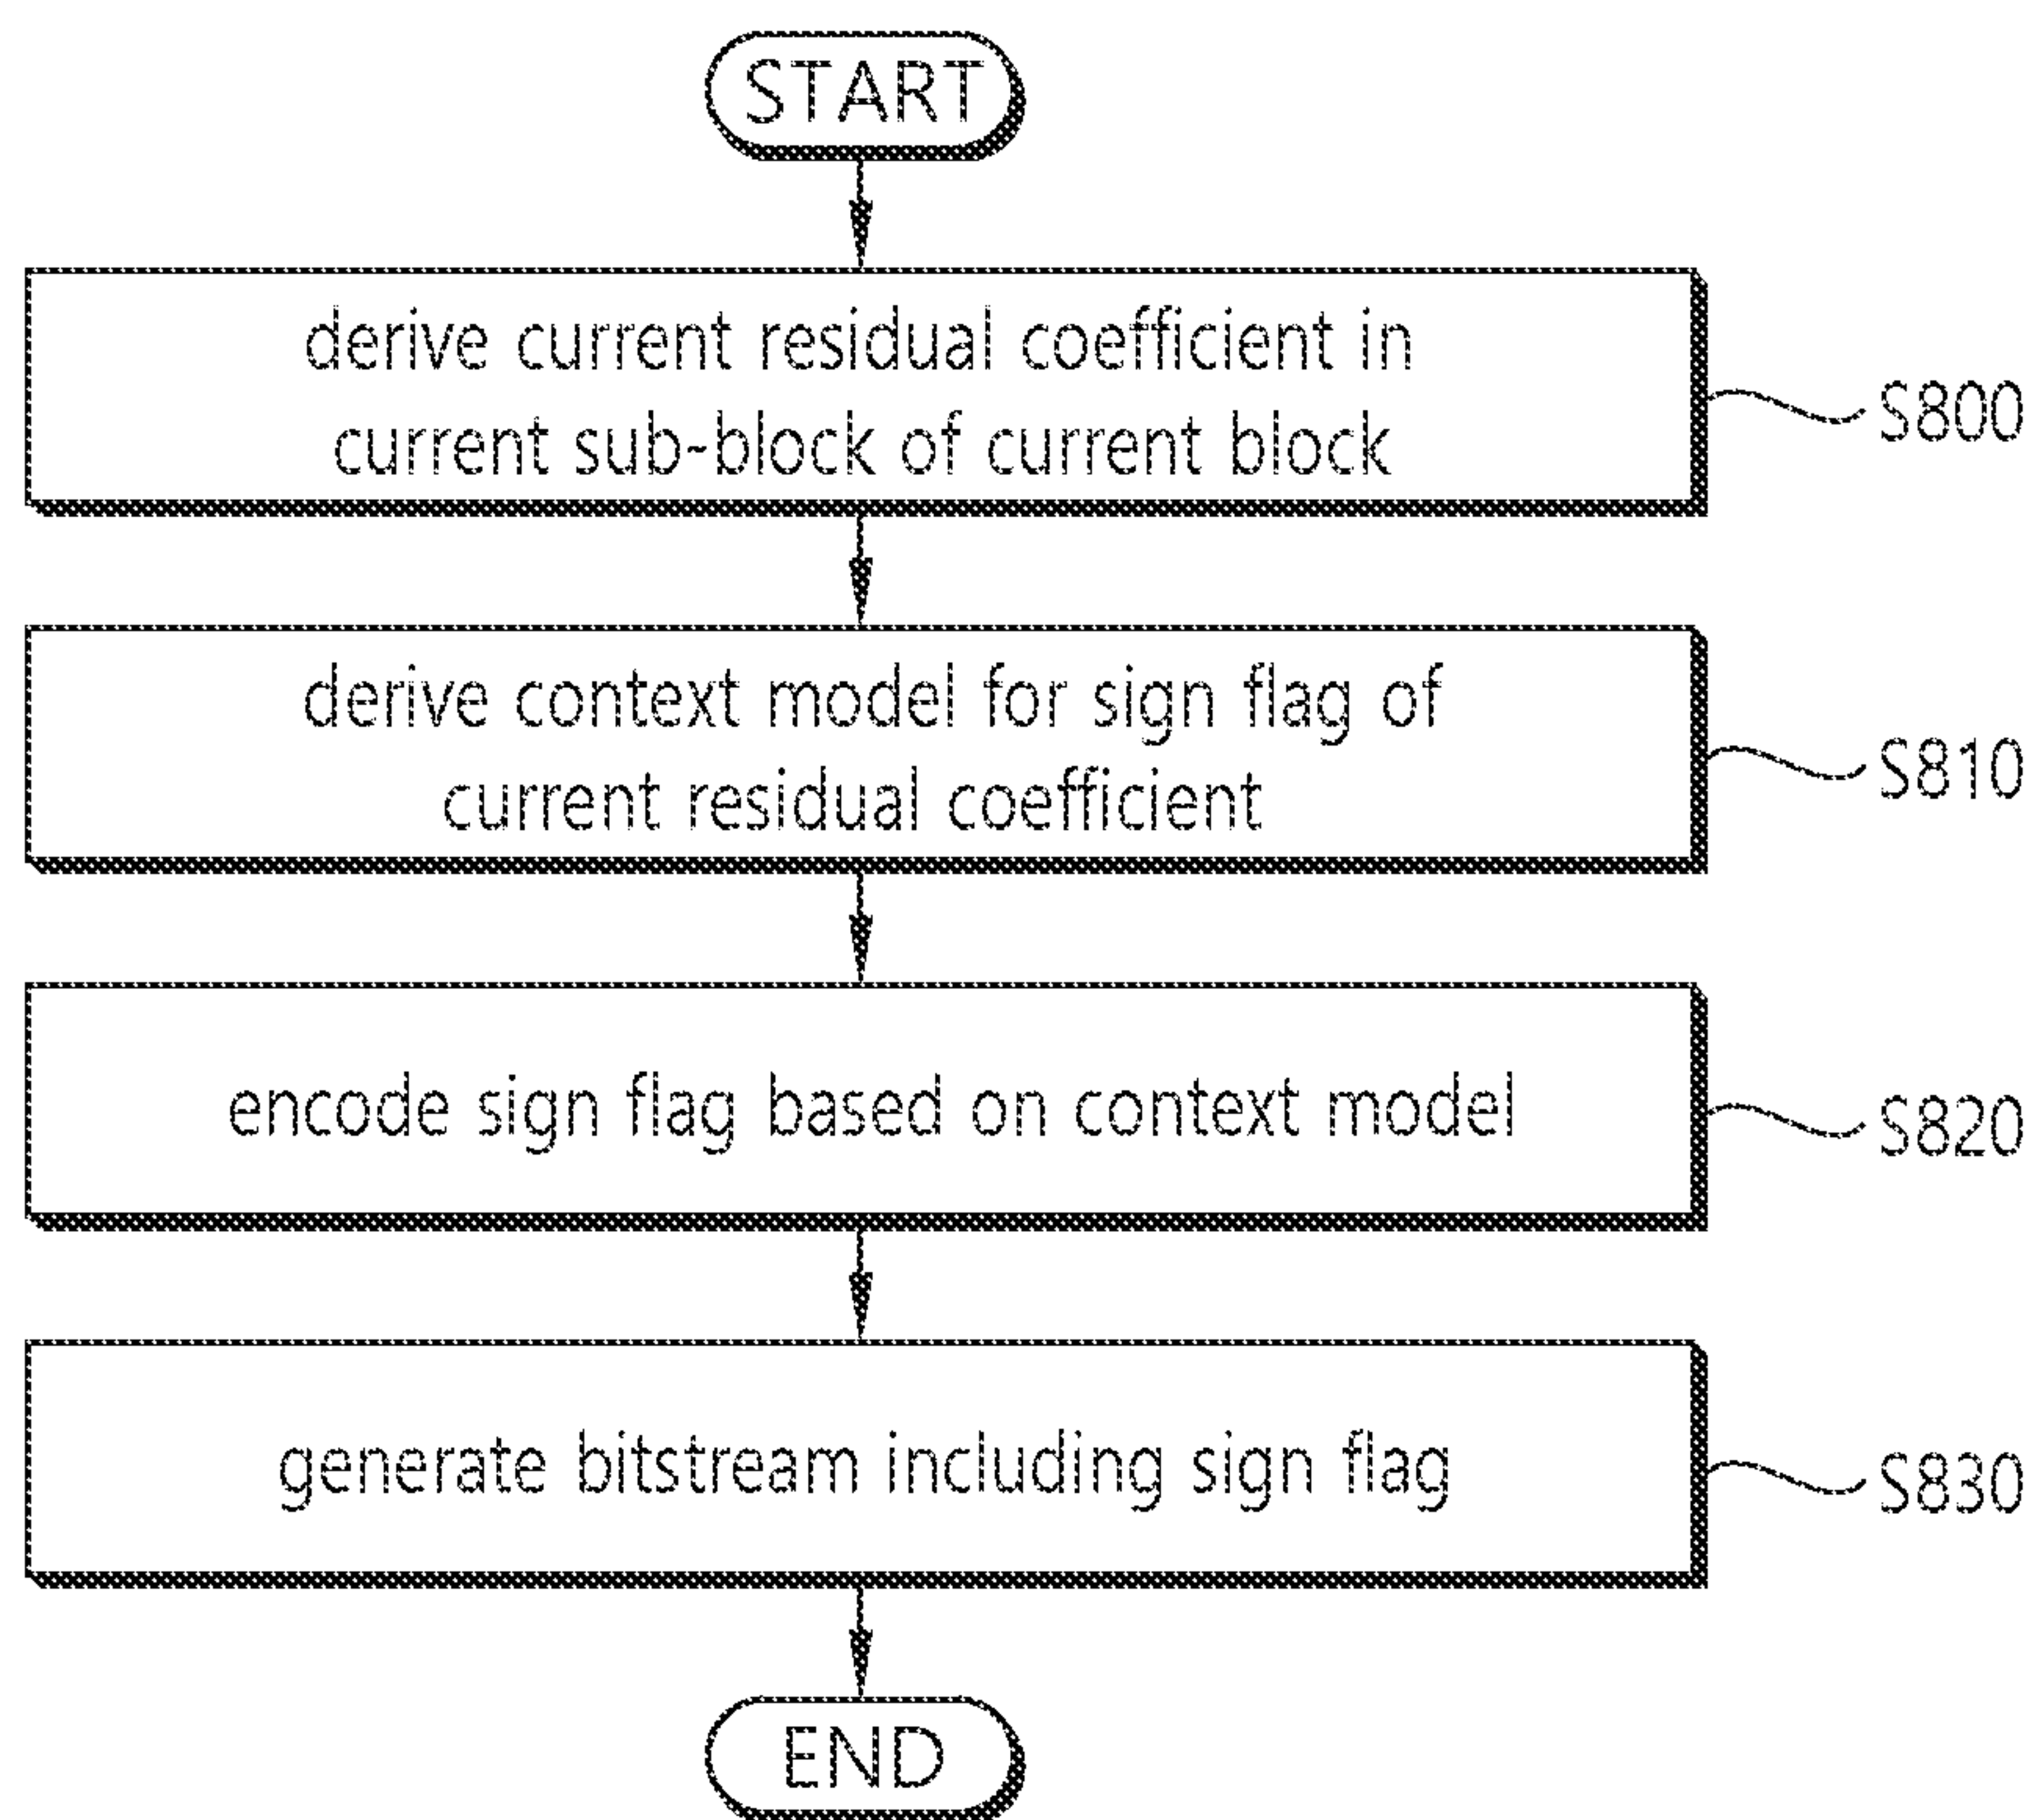 START
derive current residual coefficient in
current sub-block of current block
S800
derive context model for sign flag of
current residual coefficient
S810
encode sign flag based on context model
S820
generate bitstream including sign flag
S830
END